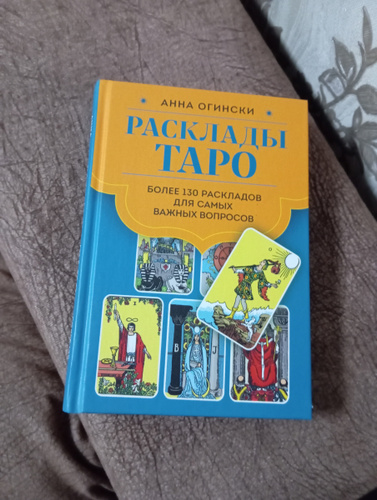 АННА ОГИНСКИ
РАСКЛАДЫ
ТАРО
БОЛЕЕ 130 РАСКЛАДОВ
ДЛЯ САМЫХ
ВАЖНЫХ ВОПРОСОВ
B J